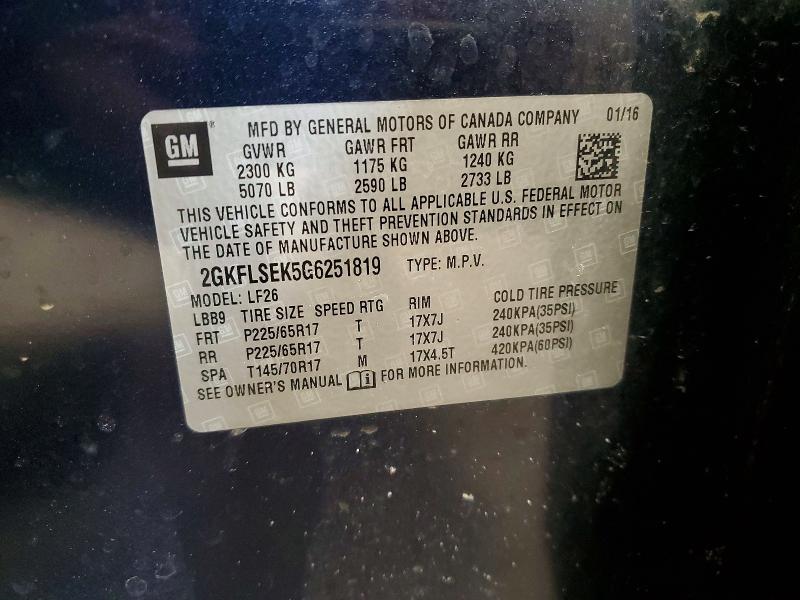 GM
MFD BY GENERAL MOTORS OF CANADA COMPANY 01/16
GVWR GAWR FRT GAWR RR
2300 KG 1175 KG 1240 KG
5070 LB 2590 LB 2733 LB
THIS VEHICLE CONFORMS TO ALL APPLICABLE U.S. FEDERAL MOTOR
VEHICLE SAFETY AND THEFT PREVENTION STANDARDS IN EFFECT ON
THE DATE OF MANUFACTURE SHOWN ABOVE.
2GKFLSEK5G6251819 TYPE: M.P.V.
MODEL: LF26
LBB9 TIRE SIZE SPEED RTG RIM COLD TIRE PRESSURE
FRT P225/65R17 T 17X7J 240KPA(35PSI)
RR P225/65R17 T 17X7J 240KPA(35PSI)
SPA T145/70R17 M 17X4.5T 420KPA(60PSI)
SEE OWNER'S MANUAL i FOR MORE INFORMATION.